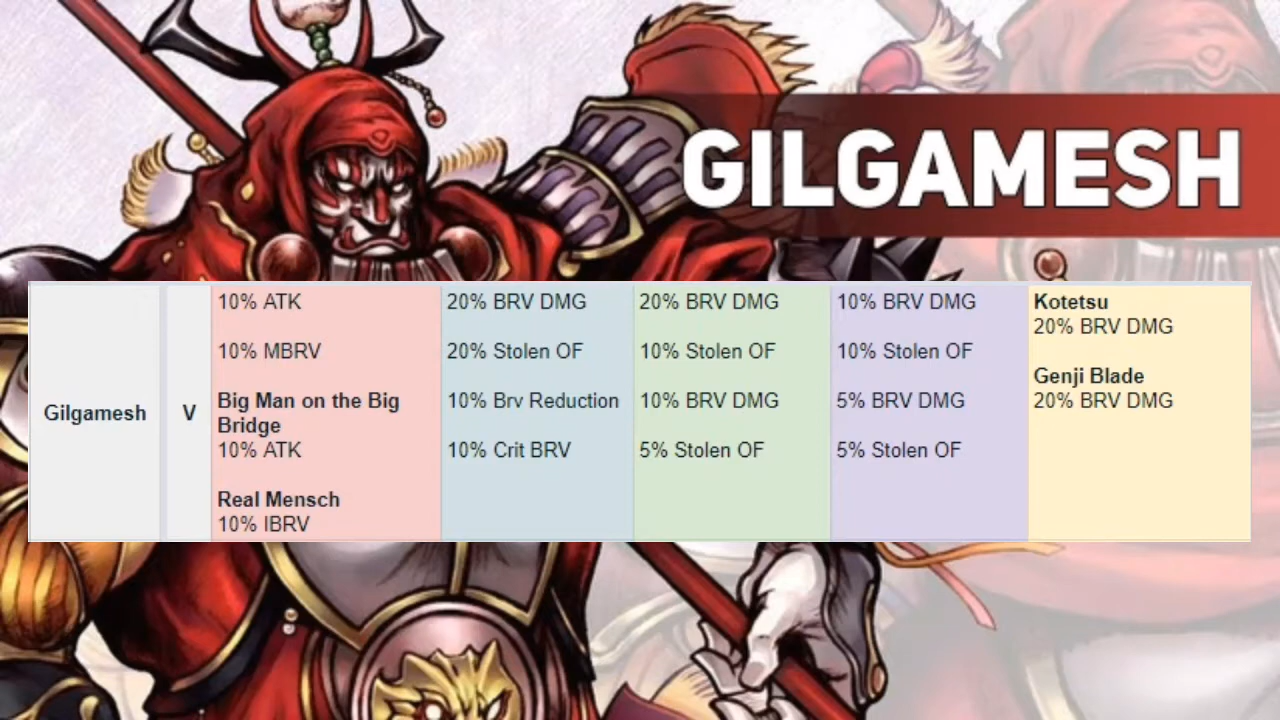 GILGAMESH
Gilgamesh
V
10% ATK
10% MBRV
Big Man on the Big
Bridge
10% ATK
Real Mensch
10% IBRV
20% BRV DMG
20% Stolen OF
10% Brv Reduction
10% Crit BRV
20% BRV DMG
10% Stolen OF
10% BRV DMG
5% Stolen OF
10% BRV DMG
10% Stolen OF
5% BRV DMG
5% Stolen OF
Kotetsu
20% BRV DMG
Genji Blade
20% BRV DMG